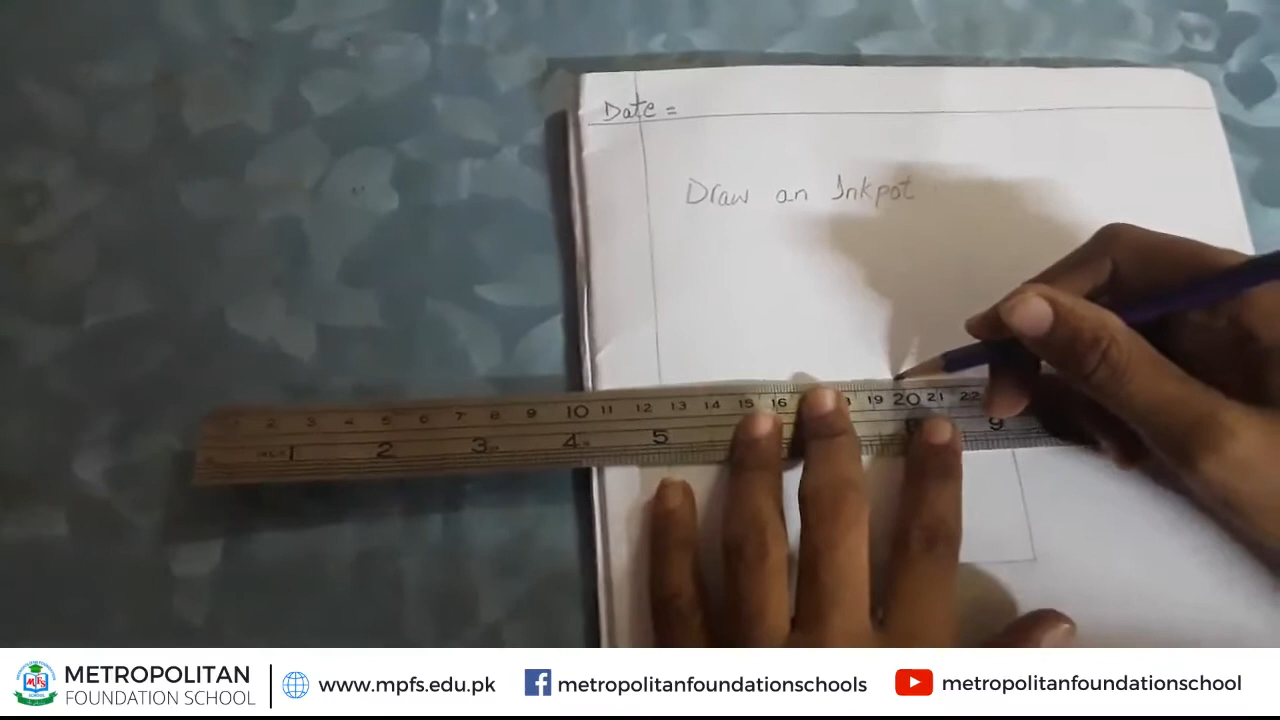 Date =
Draw an Inkpot
1 2 3 4 5 6 7 8 9 10 11 12 13 14 15 16 19 20 21 22
1 2 3 4 5 9
METROPOLITAN
FOUNDATION SCHOOL
www.mpfs.edu.pk
metropolitanfoundationschools
metropolitanfoundationschool